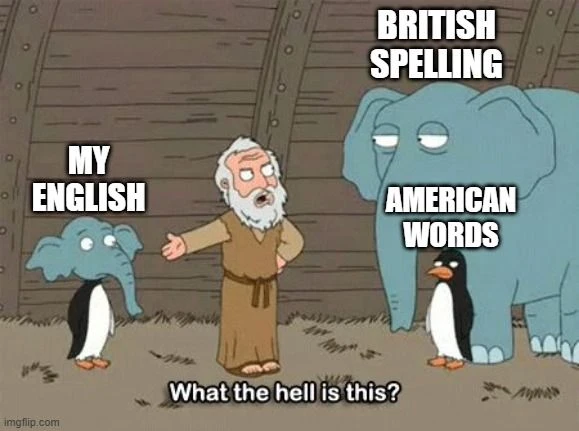 BRITISH
SPELLING
MY
ENGLISH
AMERICAN
WORDS
What the hell is this?
imgflip.com